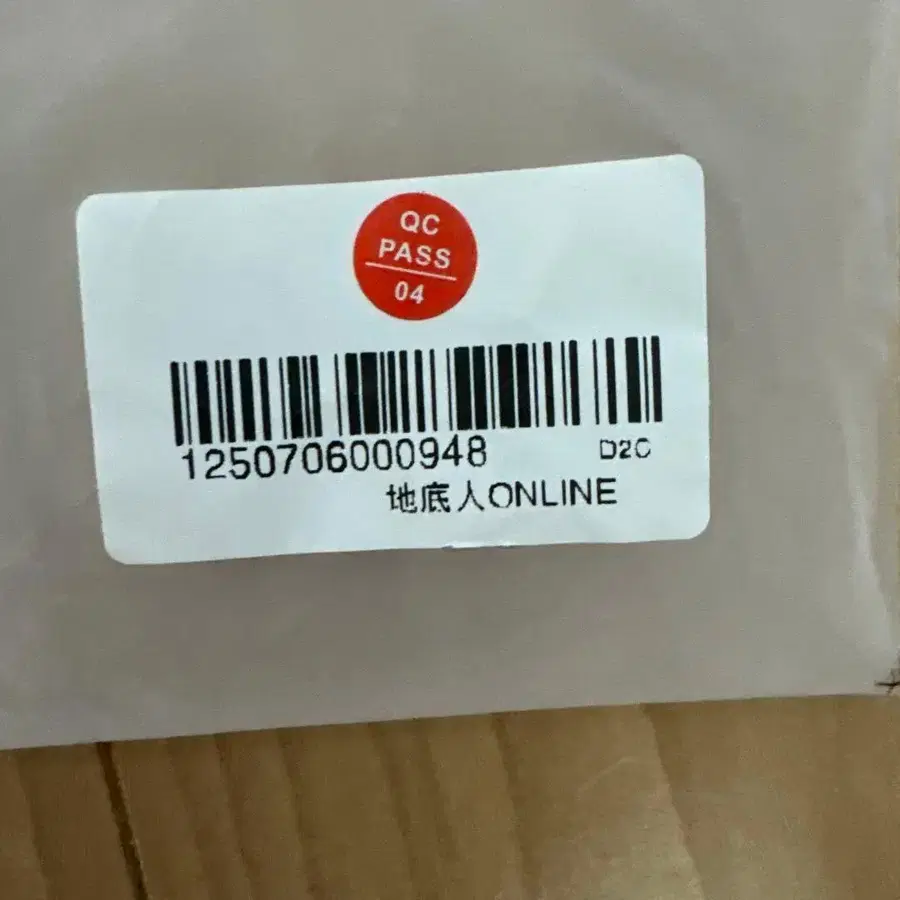 QC
PASS
04
1250706000948 D2C
地底人ONLINE